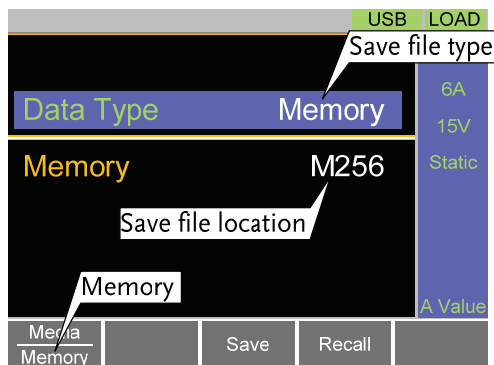 USB LOAD
Save file type
6A
Data Type Memory
15V
Memory M256
Static
Save file location
Memory
A Value
Media
Memory
Save
Recall